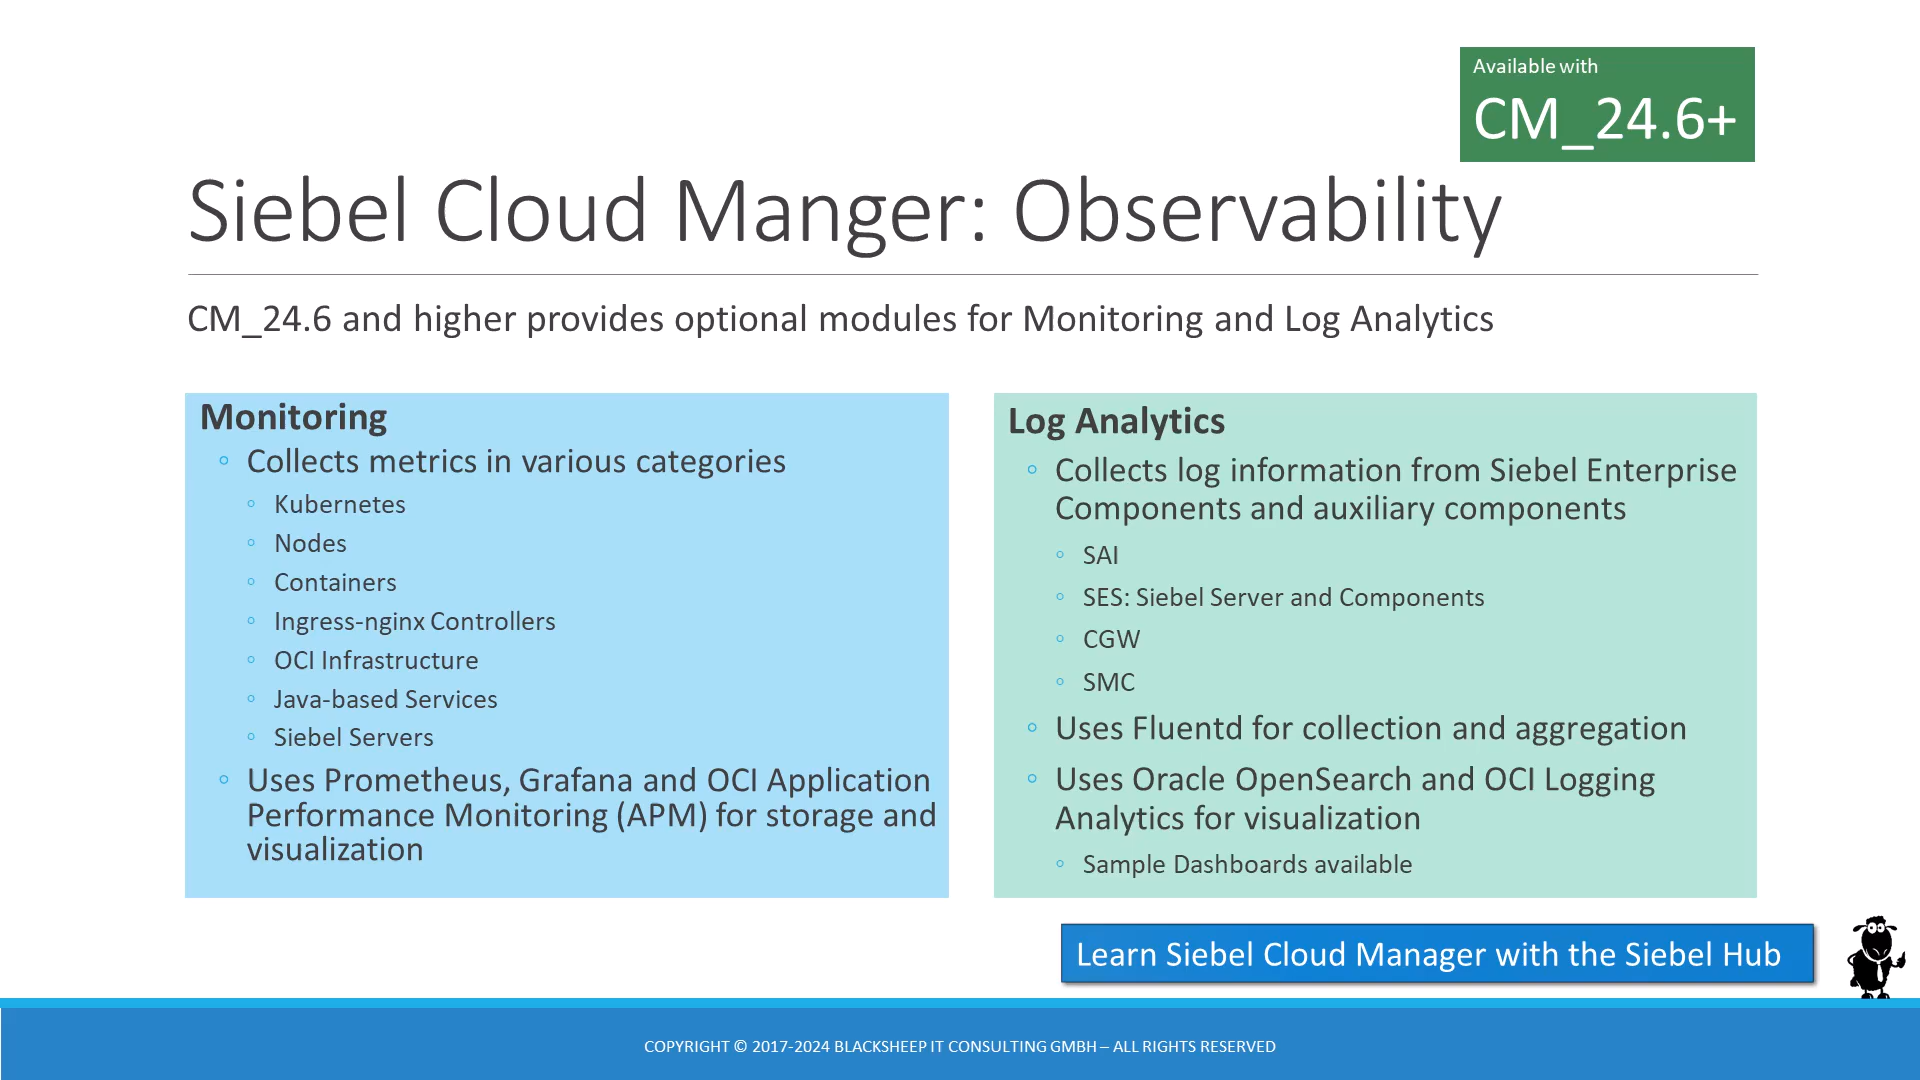 Available with
CM_24.6+
Siebel Cloud Manger: Observability
CM_24.6 and higher provides optional modules for Monitoring and Log Analytics
Monitoring
◦ Collects metrics in various categories
◦ Kubernetes
◦ Nodes
◦ Containers
◦ Ingress-nginx Controllers
◦ OCI Infrastructure
◦ Java-based Services
◦ Siebel Servers
◦ Uses Prometheus, Grafana and OCI Application
Performance Monitoring (APM) for storage and
visualization
Log Analytics
◦ Collects log information from Siebel Enterprise
Components and auxiliary components
◦ SAI
◦ SES: Siebel Server and Components
◦ CGW
◦ SMC
◦ Uses Fluentd for collection and aggregation
◦ Uses Oracle OpenSearch and OCI Logging
Analytics for visualization
◦ Sample Dashboards available
Learn Siebel Cloud Manager with the Siebel Hub
COPYRIGHT © 2017-2024 BLACKSHEEP IT CONSULTING GMBH – ALL RIGHTS RESERVED